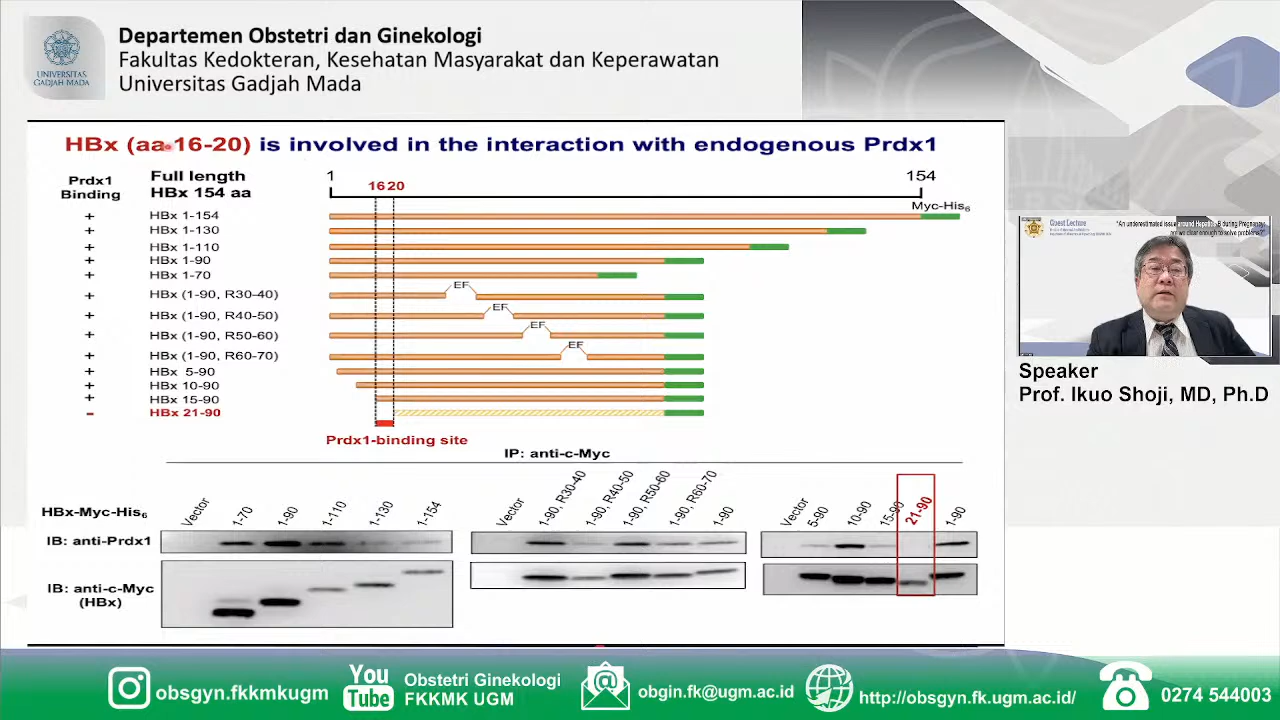 UNIVERSITAS
GADJAH MADA
Departemen Obstetri dan Ginekologi
Fakultas Kedokteran, Kesehatan Masyarakat dan Keperawatan
Universitas Gadjah Mada
HBx (aa 16-20) is involved in the interaction with endogenous Prdx1
Prdx1
Binding
Full length
HBx 154 aa
1
16 20
154
Myc-His6
+ HBx 1-154
+ HBx 1-130
+ HBx 1-110
+ HBx 1-90
+ HBx 1-70
+ HBx (1-90, R30-40) EF
+ HBx (1-90, R40-50) EF
+ HBx (1-90, R50-60) EF
+ HBx (1-90, R60-70) EF
+ HBx 5-90
+ HBx 10-90
+ HBx 15-90
- HBx 21-90
Prdx1-binding site
IP: anti-c-Myc
HBx-Myc-His6
Vector 1-70 1-90 1-110 1-130 1-154
Vector 1-90, R30-40 1-90, R40-50 1-90, R50-60 1-90, R60-70 1-90
Vector 5-90 10-90 15-90 21-90 1-90
IB: anti-Prdx1
IB: anti-c-Myc
(HBx)
Guest Lecture
"An underestimated issue around Hepatitis B during Pregnancy:
Speaker
Prof. Ikuo Shoji, MD, Ph.D
obsgyn.fkkmkugm
You
Tube
Obstetri Ginekologi
FKKMK UGM
obgin.fk@ugm.ac.id
http://obsgyn.fk.ugm.ac.id/
0274 544003